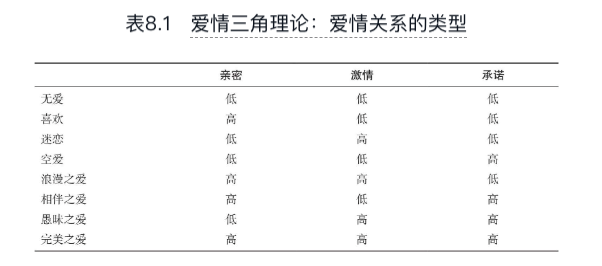 表8.1 爱情三角理论：爱情关系的类型
亲密 激情 承诺
无爱 低 低 低
喜欢 高 低 低
迷恋 低 高 低
空爱 低 低 高
浪漫之爱 高 高 低
相伴之爱 高 低 高
愚昧之爱 低 高 高
完美之爱 高 高 高